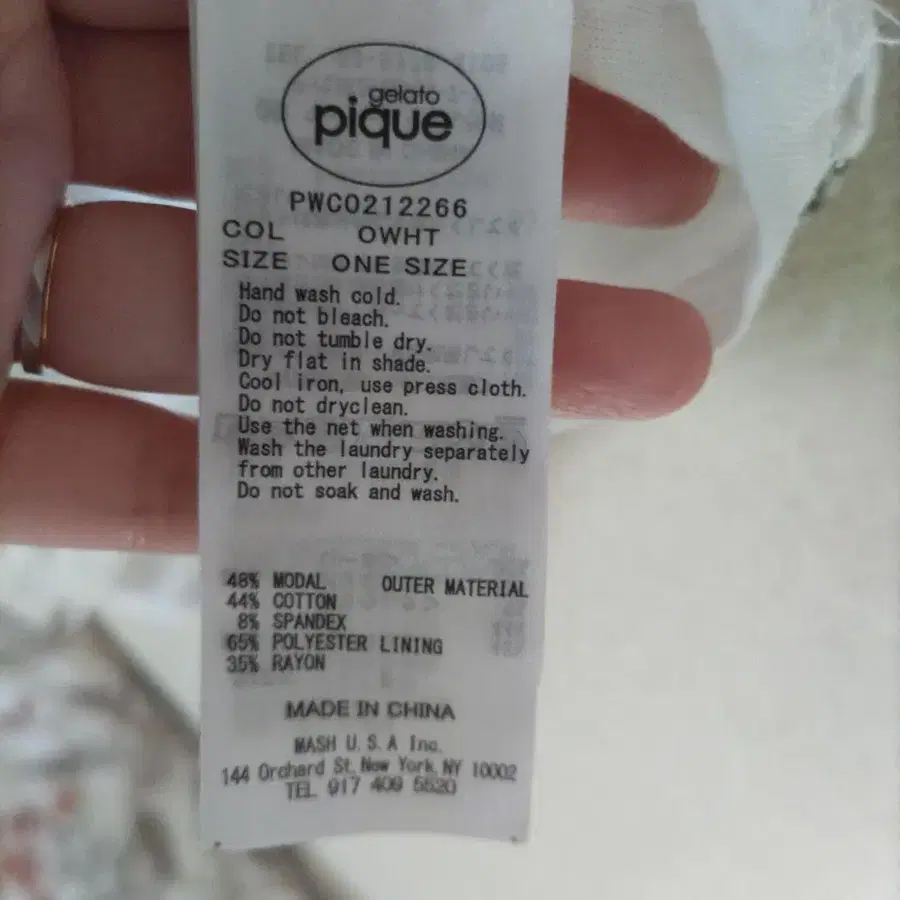 gelato
pique
PWCO212266
COL OWHT
SIZE ONE SIZE
Hand wash cold.
Do not bleach.
Do not tumble dry.
Dry flat in shade.
Cool iron, use press cloth.
Do not dryclean.
Use the net when washing.
Wash the laundry separately
from other laundry.
Do not soak and wash.
48% MODAL OUTER MATERIAL
44% COTTON
8% SPANDEX
65% POLYESTER LINING
35% RAYON
MADE IN CHINA
MASH U.S.A Inc.
144 Orchard St, New York, NY 10002
TEL 917 409 5520